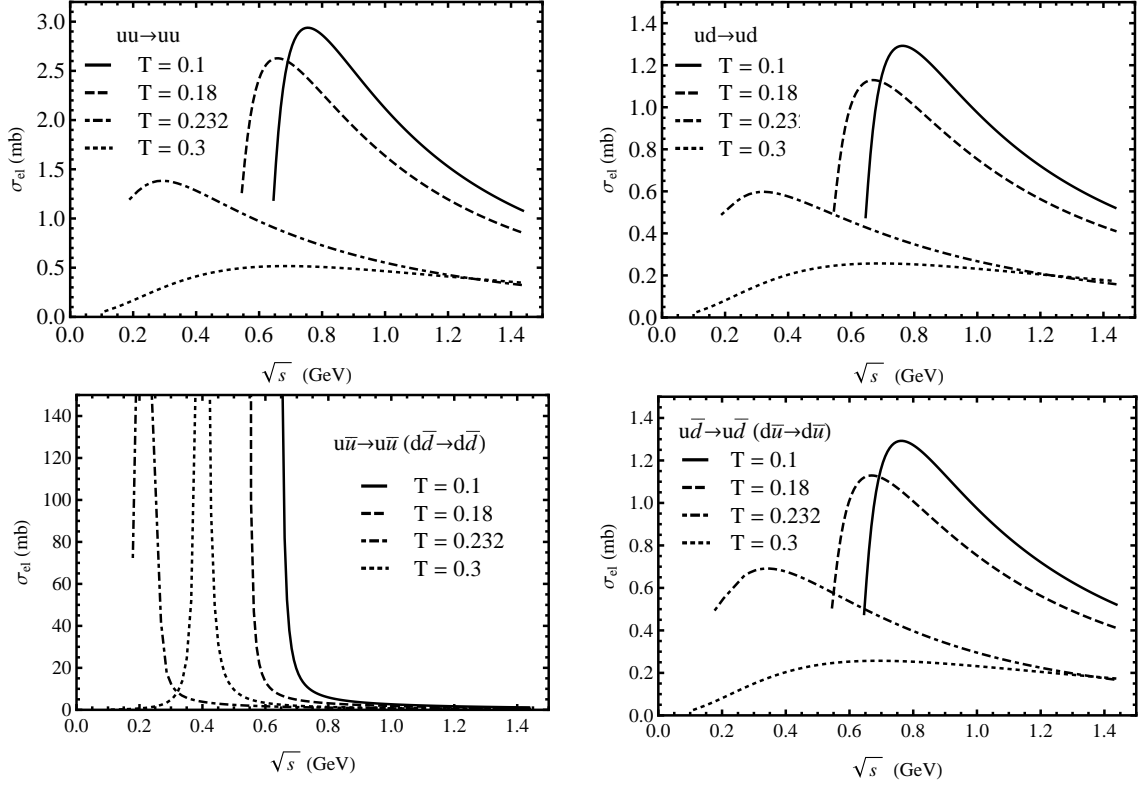 uu→uu
T = 0.1
T = 0.18
T = 0.232
T = 0.3
3.0
2.5
2.0
1.5
1.0
0.5
0.0
σel (mb)
0.0 0.2 0.4 0.6 0.8 1.0 1.2 1.4
√s (GeV)
ud→ud
T = 0.1
T = 0.18
T = 0.23
T = 0.3
1.4
1.2
1.0
0.8
0.6
0.4
0.2
0.0
σel (mb)
0.0 0.2 0.4 0.6 0.8 1.0 1.2 1.4
√s (GeV)
uū→uū (dd̄→dd̄)
T = 0.1
T = 0.18
T = 0.232
T = 0.3
140
120
100
80
60
40
20
0
σel (mb)
0.0 0.2 0.4 0.6 0.8 1.0 1.2 1.4
√s (GeV)
ud̄→ud̄ (dū→dū)
T = 0.1
T = 0.18
T = 0.232
T = 0.3
1.4
1.2
1.0
0.8
0.6
0.4
0.2
0.0
σel (mb)
0.0 0.2 0.4 0.6 0.8 1.0 1.2 1.4
√s (GeV)